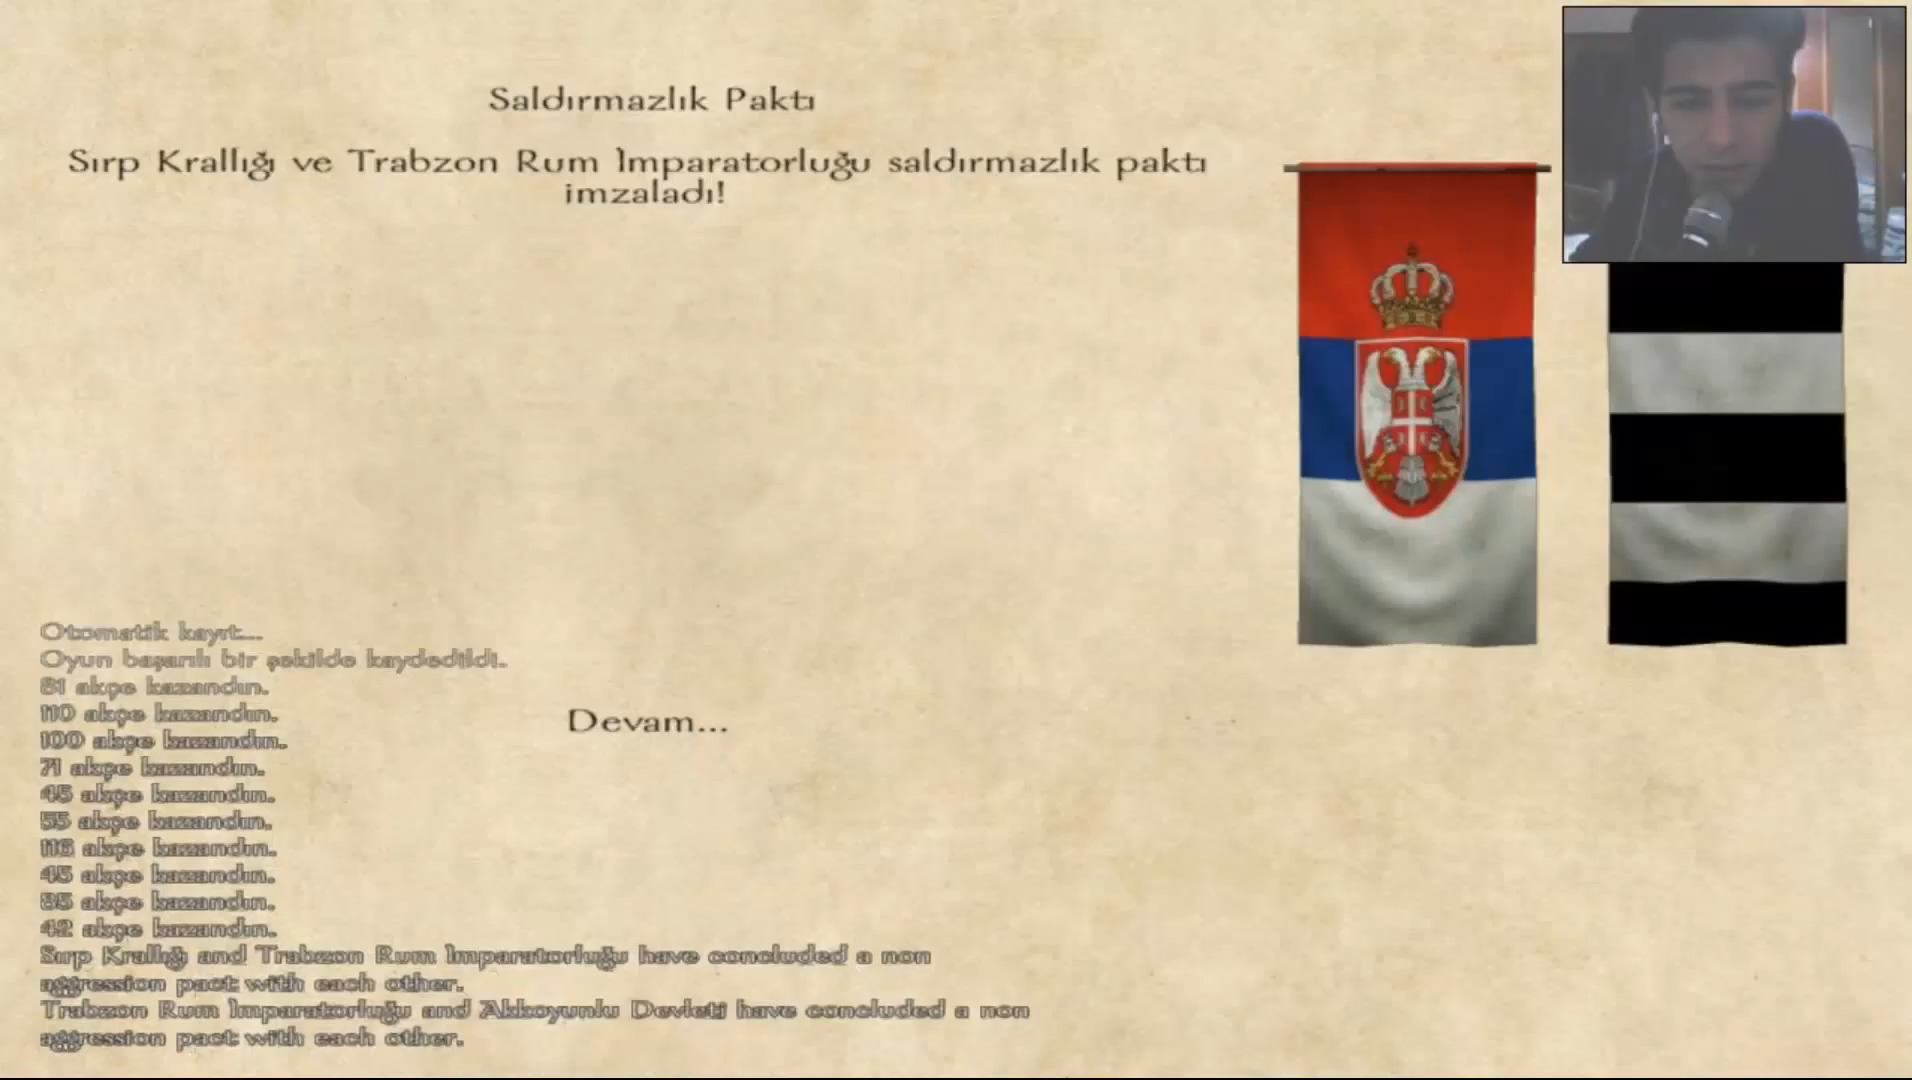 Saldırmazlık Paktı
Sırp Krallığı ve Trabzon Rum İmparatorluğu saldırmazlık paktı
imzaladı!
Otomatik kayıt...
Oyun başarılı bir şekilde kaydedildi.
81 akçe kazandın.
110 akçe kazandın.
100 akçe kazandın.
71 akçe kazandın.
45 akçe kazandın.
55 akçe kazandın.
116 akçe kazandın.
45 akçe kazandın.
85 akçe kazandın.
42 akçe kazandın.
Sırp Krallığı and Trabzon Rum İmparatorluğu have concluded a non
aggression pact with each other.
Trabzon Rum İmparatorluğu and Akkoyunlu Devleti have concluded a non
aggression pact with each other.
Devam...